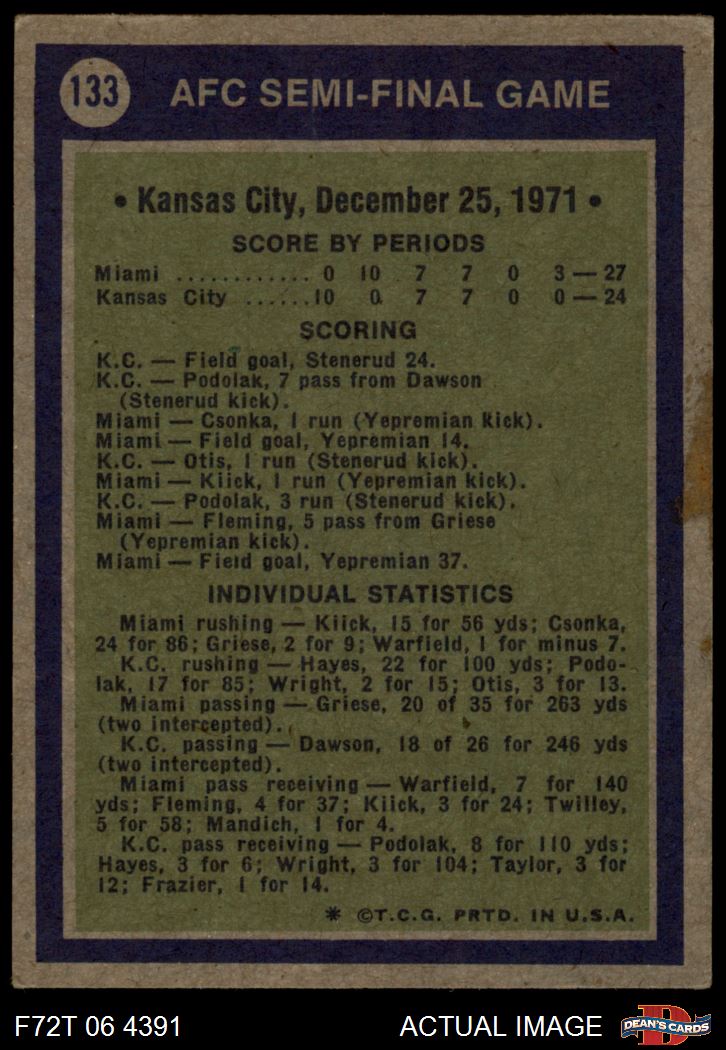 133 AFC SEMI-FINAL GAME
• Kansas City, December 25, 1971 •
SCORE BY PERIODS
Miami ............ 0 10 7 7 0 3 — 27
Kansas City ...... 10 0 7 7 0 0 — 24
SCORING
K.C. — Field goal, Stenerud 24.
K.C. — Podolak, 7 pass from Dawson
(Stenerud kick).
Miami — Csonka, 1 run (Yepremian kick).
Miami — Field goal, Yepremian 14.
K.C. — Otis, 1 run (Stenerud kick).
Miami — Kiick, 1 run (Yepremian kick).
K.C. — Podolak, 3 run (Stenerud kick).
Miami — Fleming, 5 pass from Griese
(Yepremian kick).
Miami — Field goal, Yepremian 37.
INDIVIDUAL STATISTICS
Miami rushing — Kiick, 15 for 56 yds; Csonka,
24 for 86; Griese, 2 for 9; Warfield, 1 for minus 7.
K.C. rushing — Hayes, 22 for 100 yds; Podo-
lak, 17 for 85; Wright, 2 for 15; Otis, 3 for 13.
Miami passing — Griese, 20 of 35 for 263 yds
(two intercepted).
K.C. passing — Dawson, 18 of 26 for 246 yds
(two intercepted).
Miami pass receiving — Warfield, 7 for 140
yds; Fleming, 4 for 37; Kiick, 3 for 24; Twilley,
5 for 58; Mandich, 1 for 4.
K.C. pass receiving — Podolak, 8 for 110 yds;
Hayes, 3 for 6; Wright, 3 for 104; Taylor, 3 for
12; Frazier, 1 for 14.
* ©T.C.G. PRTD. IN U.S.A.
F72T 06 4391 ACTUAL IMAGE D DEAN'S CARDS